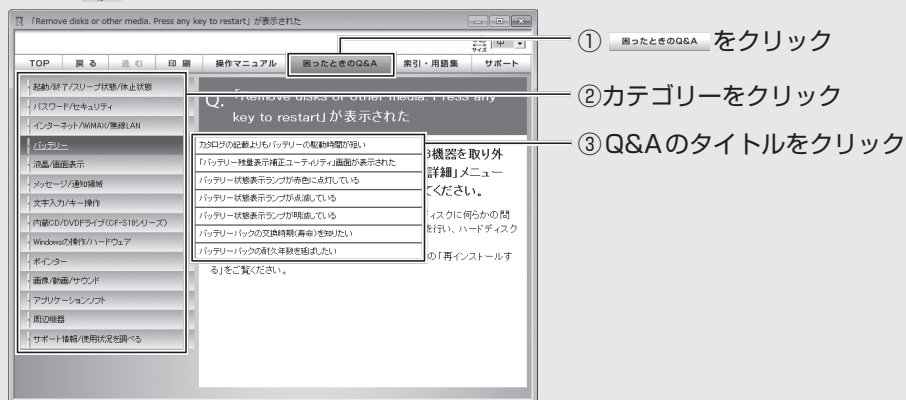 「Remove disks or other media. Press any key to restart」が表示された
中
TOP 戻る 進む 印刷 操作マニュアル 困ったときのQ&A 索引・用語集 サポート
① 困ったときのQ&A をクリック
②カテゴリーをクリック
③Q&Aのタイトルをクリック
起動/終了/スリープ状態/休止状態
パスワード/セキュリティ
インターネット/WiMAX/無線LAN
バッテリー
液晶/画面表示
メッセージ/通知領域
文字入力/キー操作
内蔵CD/DVDドライブ(CF-S10シリーズ)
Windowsの操作/ハードウェア
ポインター
画像/動画/サウンド
アプリケーションソフト
周辺機器
サポート情報/使用状況を調べる
Q. 「Remove disks or other media. Press any
key to restart」が表示された
カタログの記載よりもバッテリーの駆動時間が短い
「バッテリー残量表示補正ユーティリティ」画面が表示された
バッテリー状態表示ランプが赤色に点灯している
バッテリー状態表示ランプが点滅している
バッテリー状態表示ランプが明滅している
バッテリーパックの交換時期(寿命)を知りたい
バッテリーパックの耐久年数を延ばしたい
機器を取り外
詳細」メニュー
ください。
ィスクに何らかの問
を行い、ハードディスク
の「再インストールす
る」をご覧ください。